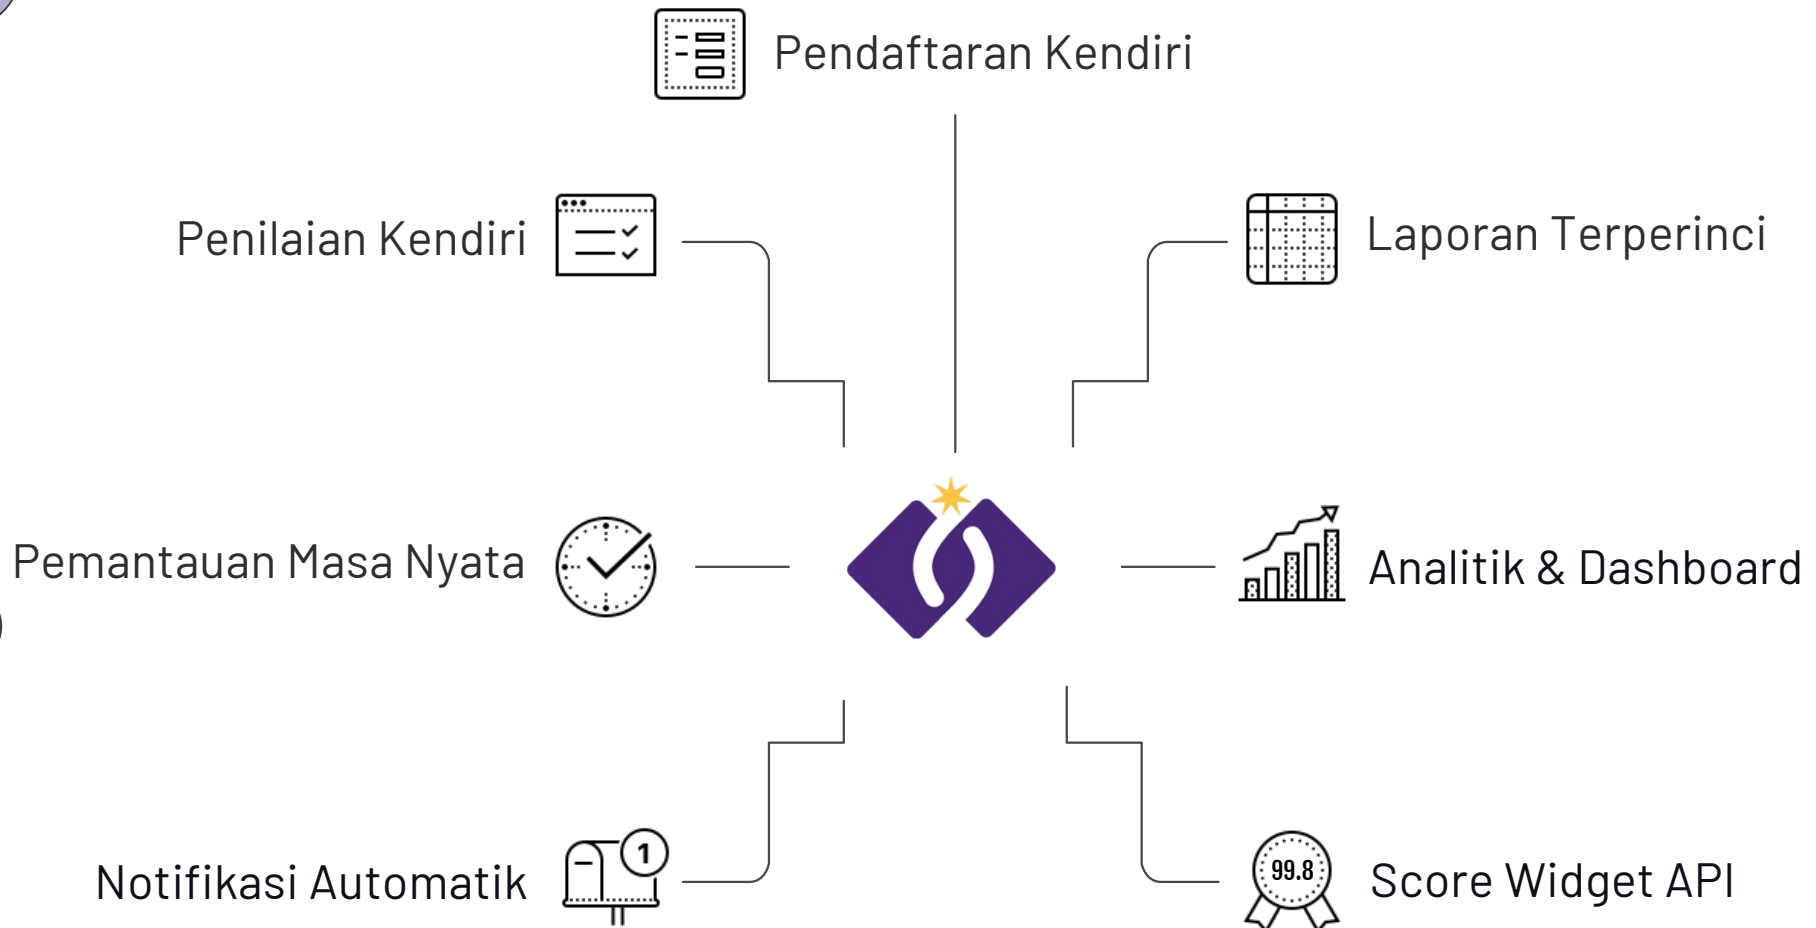 Pendaftaran Kendiri
Penilaian Kendiri
Laporan Terperinci
Pemantauan Masa Nyata
Analitik & Dashboard
Notifikasi Automatik
1
99.8
Score Widget API